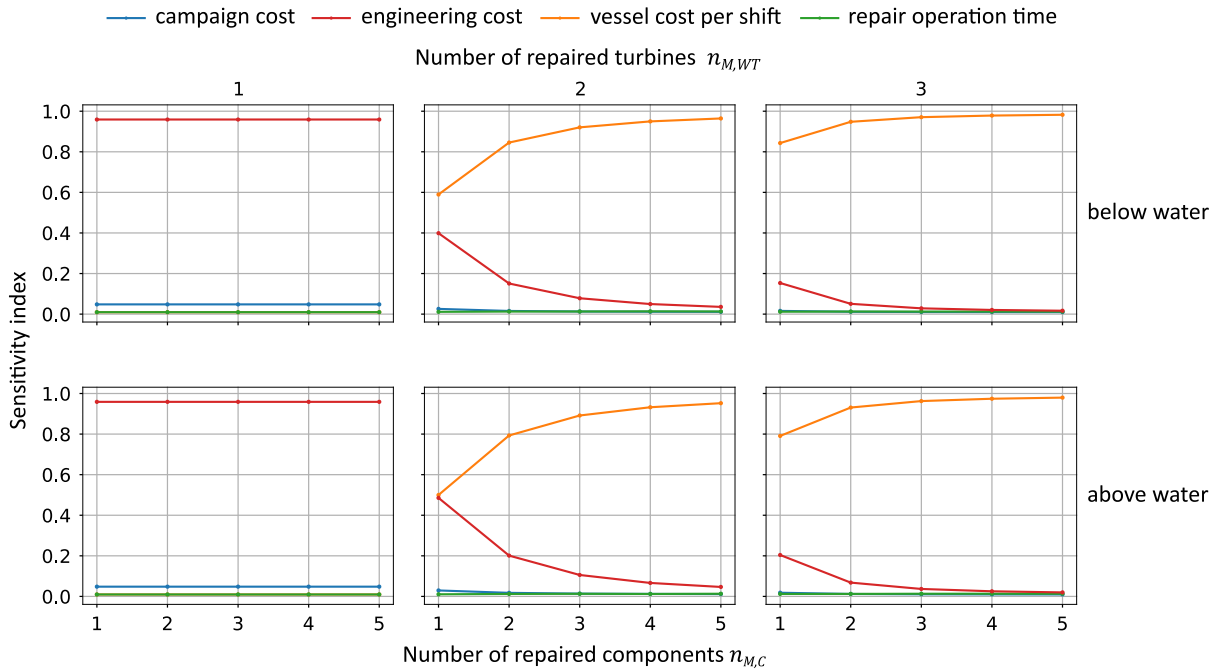 campaign cost engineering cost vessel cost per shift repair operation time
Number of repaired turbines n_{M,WT}
1 2 3
1.0
0.8
0.6
0.4
0.2
0.0
below water
Sensitivity index
1.0
0.8
0.6
0.4
0.2
0.0
above water
1 2 3 4 5 1 2 3 4 5 1 2 3 4 5
Number of repaired components n_{M,C}